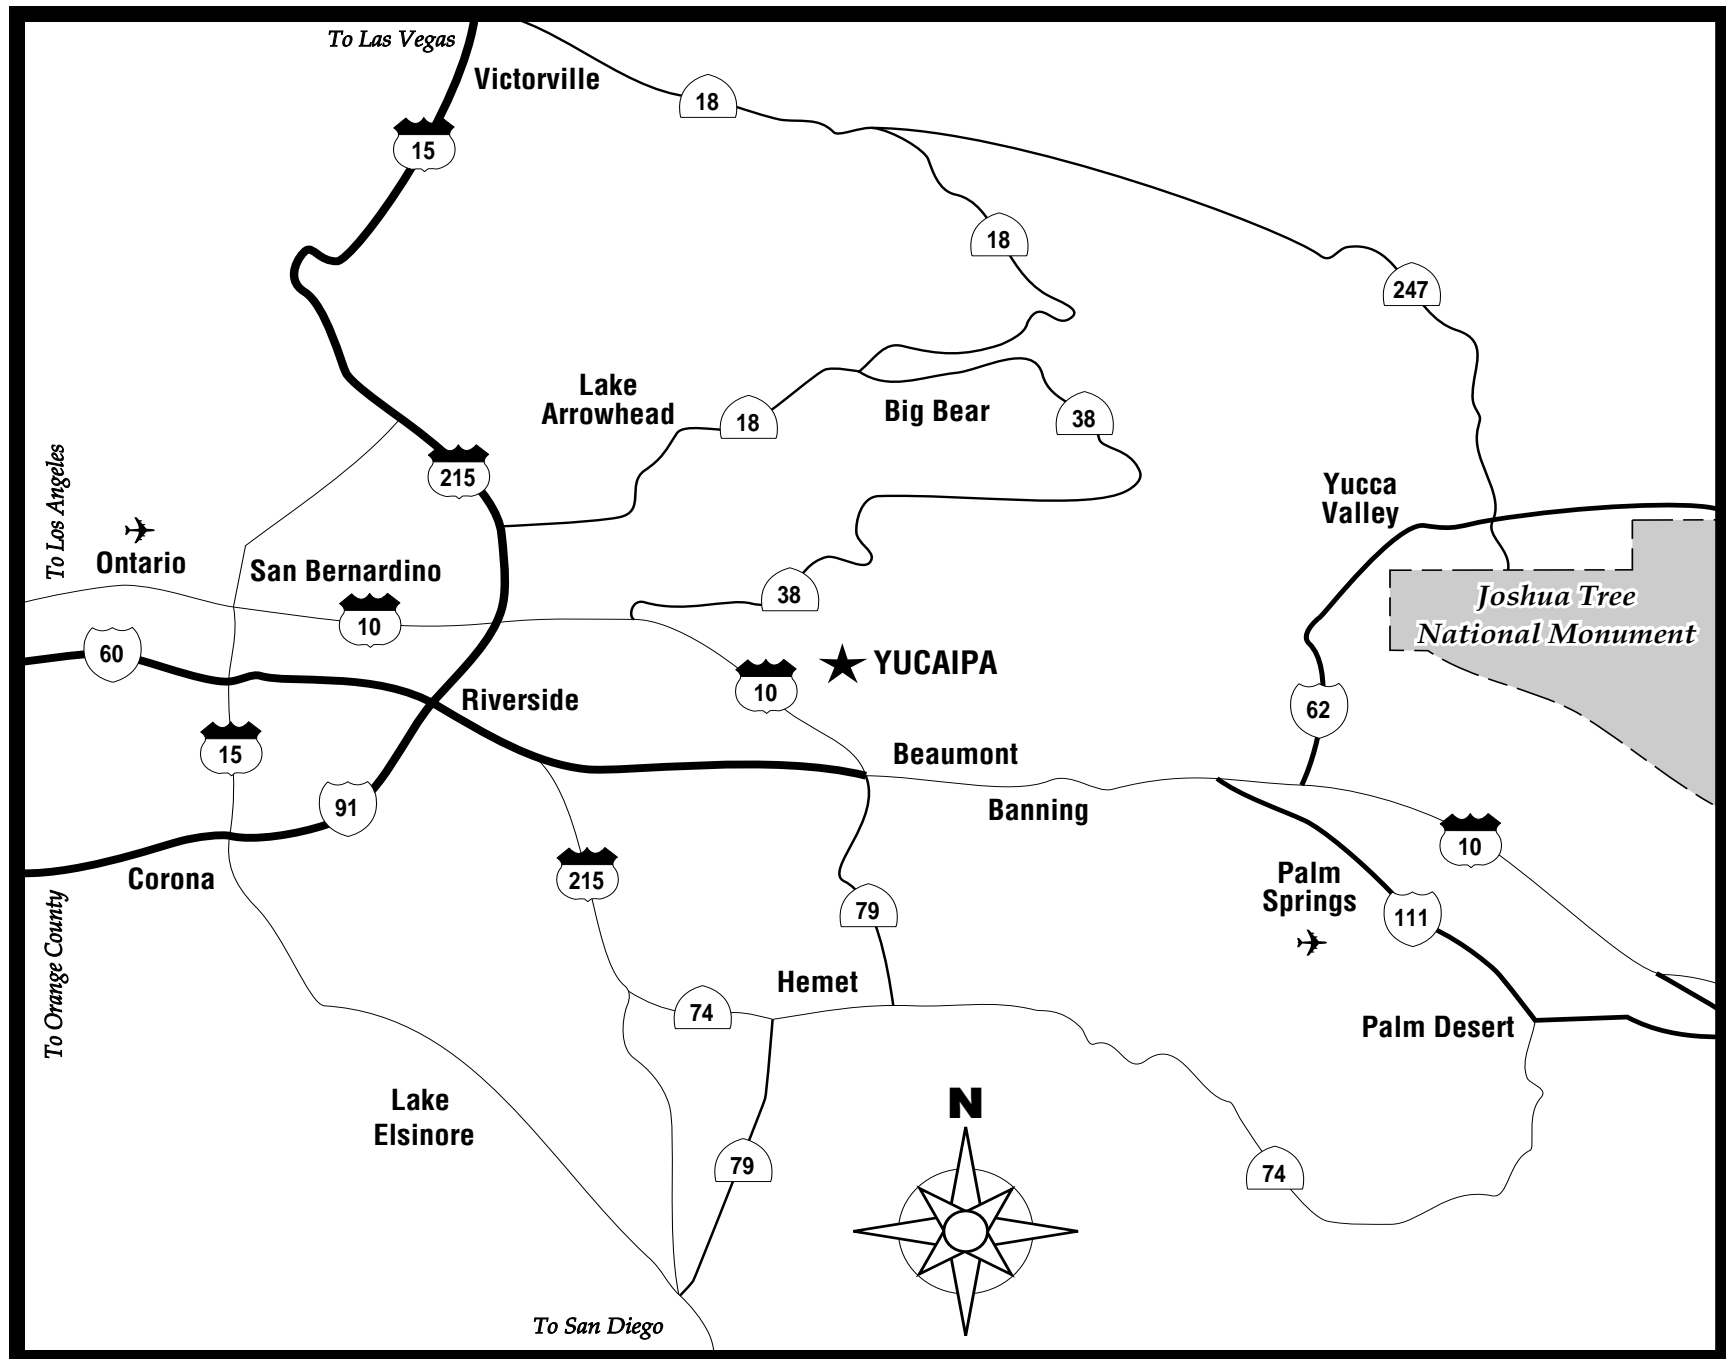 To Las Vegas
Victorville
18
15
18
247
Lake
Arrowhead
18
Big Bear
38
To Los Angeles
215
Yucca
Valley
Ontario
San Bernardino
10
38
Joshua Tree
National Monument
60
YUCAIPA
10
Riverside
62
15
Beaumont
91
Banning
10
Corona
215
Palm
Springs
79
111
To Orange County
Hemet
74
Palm Desert
Lake
Elsinore
N
79
74
To San Diego